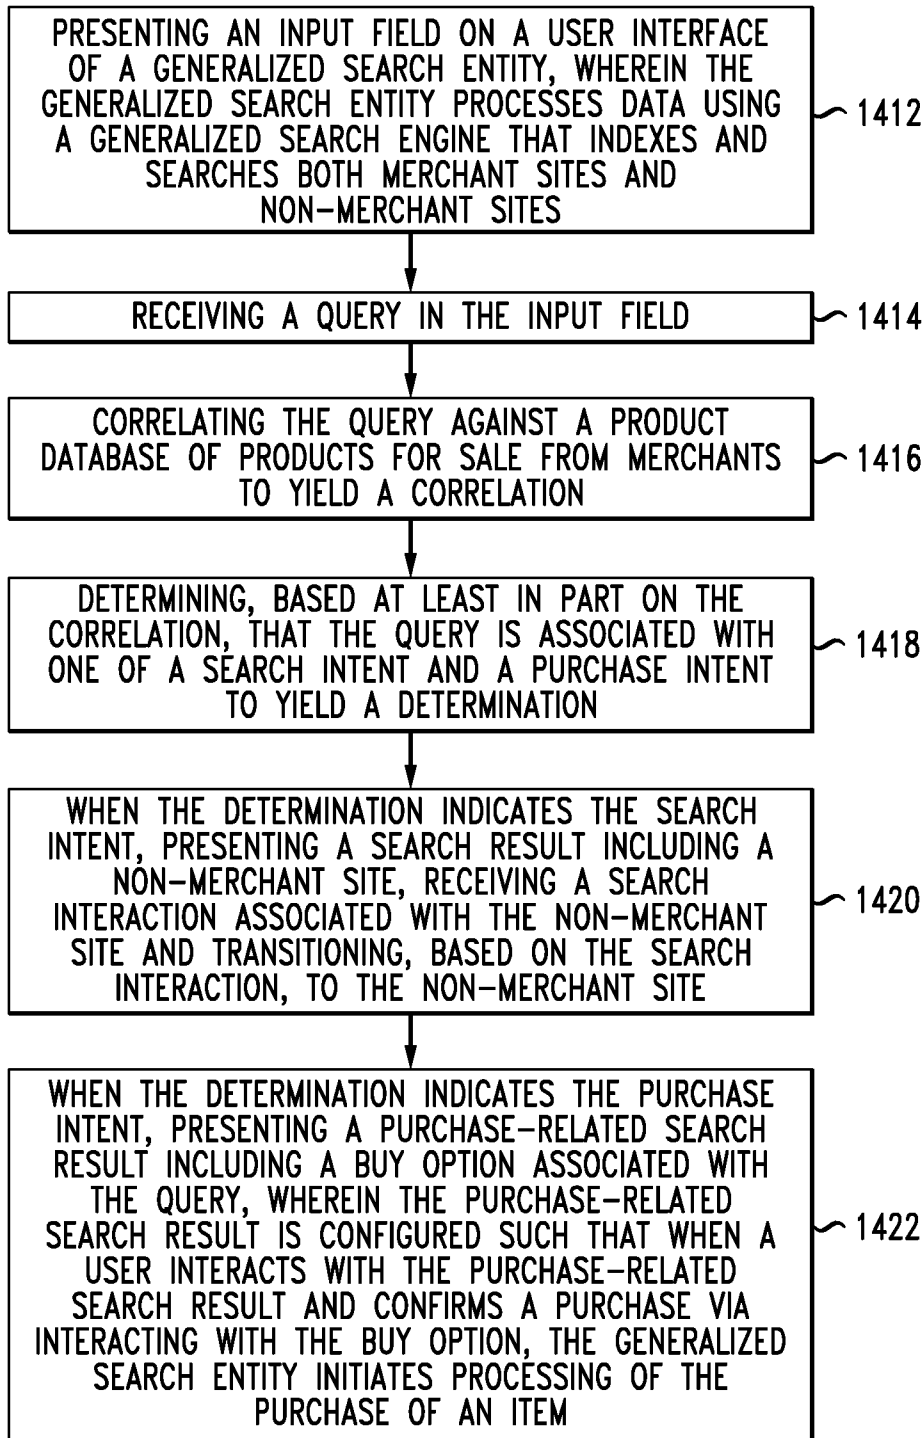 PRESENTING AN INPUT FIELD ON A USER INTERFACE
OF A GENERALIZED SEARCH ENTITY, WHEREIN THE
GENERALIZED SEARCH ENTITY PROCESSES DATA USING
A GENERALIZED SEARCH ENGINE THAT INDEXES AND
SEARCHES BOTH MERCHANT SITES AND
NON-MERCHANT SITES
1412
RECEIVING A QUERY IN THE INPUT FIELD
1414
CORRELATING THE QUERY AGAINST A PRODUCT
DATABASE OF PRODUCTS FOR SALE FROM MERCHANTS
TO YIELD A CORRELATION
1416
DETERMINING, BASED AT LEAST IN PART ON THE
CORRELATION, THAT THE QUERY IS ASSOCIATED WITH
ONE OF A SEARCH INTENT AND A PURCHASE INTENT
TO YIELD A DETERMINATION
1418
WHEN THE DETERMINATION INDICATES THE SEARCH
INTENT, PRESENTING A SEARCH RESULT INCLUDING A
NON-MERCHANT SITE, RECEIVING A SEARCH
INTERACTION ASSOCIATED WITH THE NON-MERCHANT
SITE AND TRANSITIONING, BASED ON THE SEARCH
INTERACTION, TO THE NON-MERCHANT SITE
1420
WHEN THE DETERMINATION INDICATES THE PURCHASE
INTENT, PRESENTING A PURCHASE-RELATED SEARCH
RESULT INCLUDING A BUY OPTION ASSOCIATED WITH
THE QUERY, WHEREIN THE PURCHASE-RELATED
SEARCH RESULT IS CONFIGURED SUCH THAT WHEN A
USER INTERACTS WITH THE PURCHASE-RELATED
SEARCH RESULT AND CONFIRMS A PURCHASE VIA
INTERACTING WITH THE BUY OPTION, THE GENERALIZED
SEARCH ENTITY INITIATES PROCESSING OF THE
PURCHASE OF AN ITEM
1422